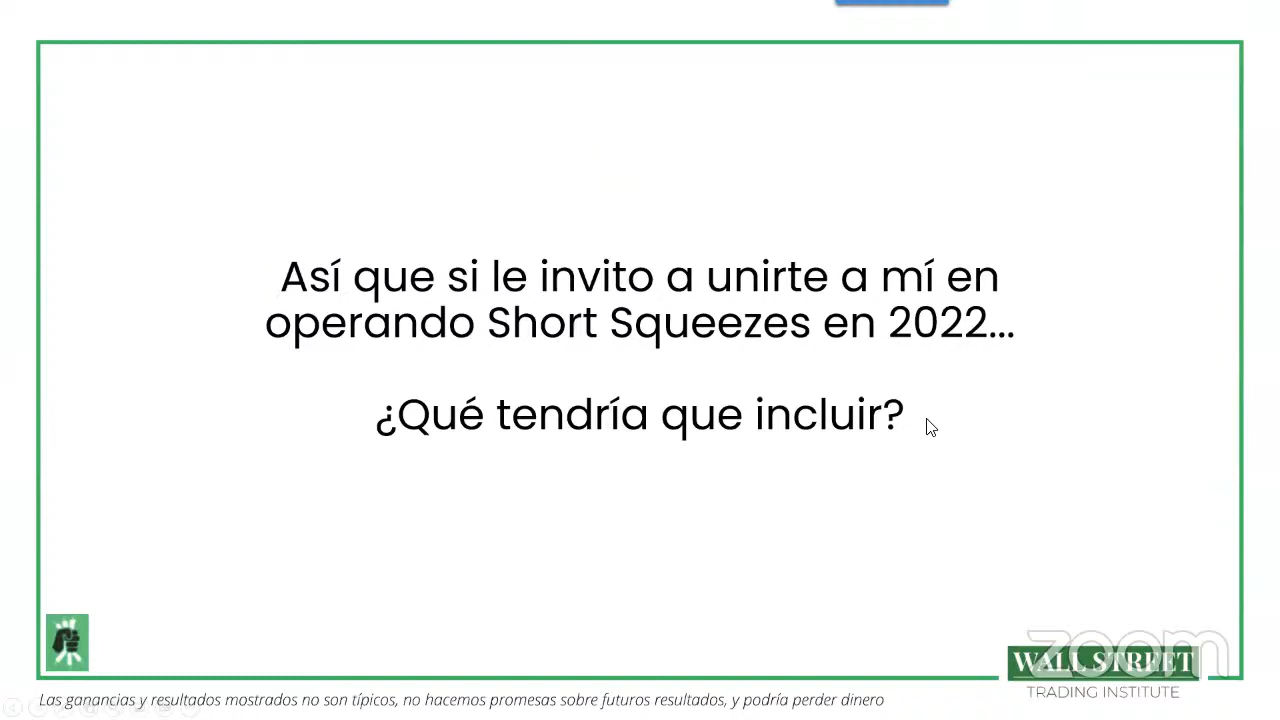 Así que si le invito a unirte a mí en
operando Short Squeezes en 2022...
¿Qué tendría que incluir?
zoom
WALL STREET
TRADING INSTITUTE
Las ganancias y resultados mostrados no son típicos, no hacemos promesas sobre futuros resultados, y podría perder dinero